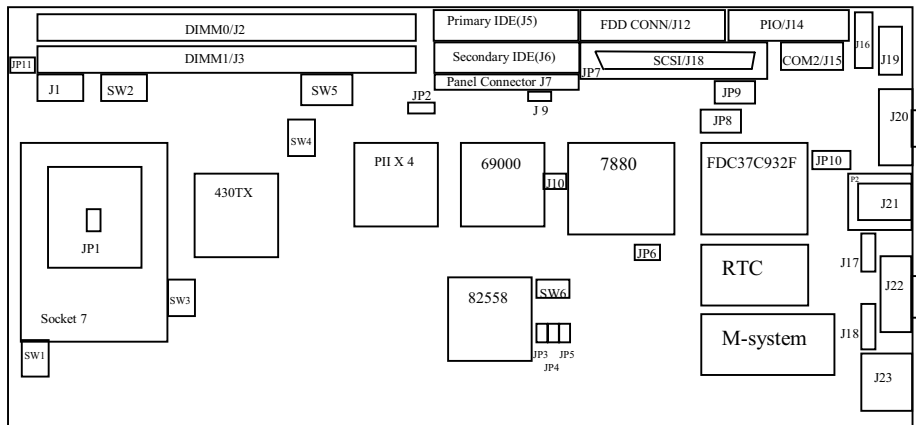 DIMM0/J2
Primary IDE(J5)
FDD CONN/J12
PIO/J14
J16
J19
DIMM1/J3
Secondary IDE(J6)
SCSI/J18
COM2/J15
JP11
JP7
J1
SW2
SW5
Panel Connector J7
JP9
JP2
J 9
JP8
J20
SW4
PII X 4
69000
7880
FDC37C932F
JP10
J10
P2
430TX
J21
JP1
JP6
RTC
J17
SW3
82558
SW6
J22
Socket 7
M-system
J18
SW1
JP3
JP5
JP4
J23